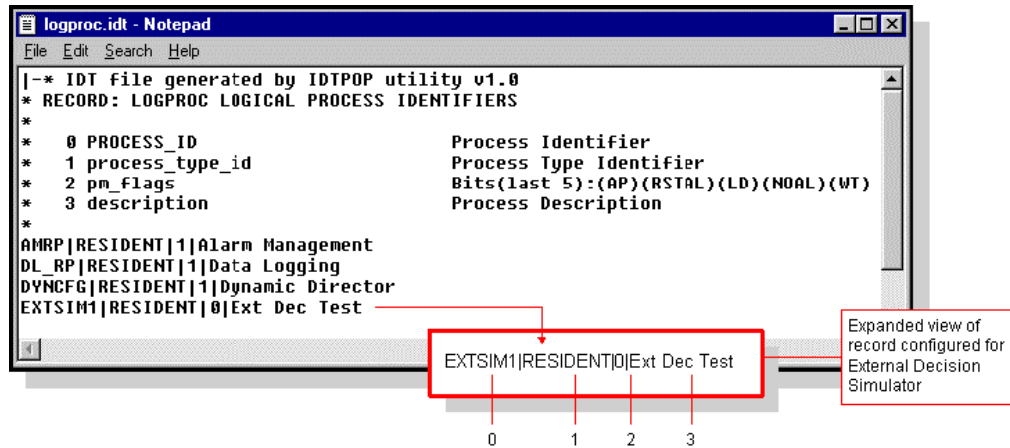 logproc.idt - Notepad
File Edit Search Help
|-* IDT file generated by IDTPOP utility v1.0
* RECORD: LOGPROC LOGICAL PROCESS IDENTIFIERS
*
* 0 PROCESS_ID Process Identifier
* 1 process_type_id Process Type Identifier
* 2 pm_flags Bits(last 5):(AP)(RSTAL)(LD)(NOAL)(WT)
* 3 description Process Description
*
AMRP|RESIDENT|1|Alarm Management
DL_RP|RESIDENT|1|Data Logging
DYNCFG|RESIDENT|1|Dynamic Director
EXTSIM1|RESIDENT|0|Ext Dec Test
EXTSIM1|RESIDENT|0|Ext Dec Test
0 1 2 3
Expanded view of
record configured for
External Decision
Simulator